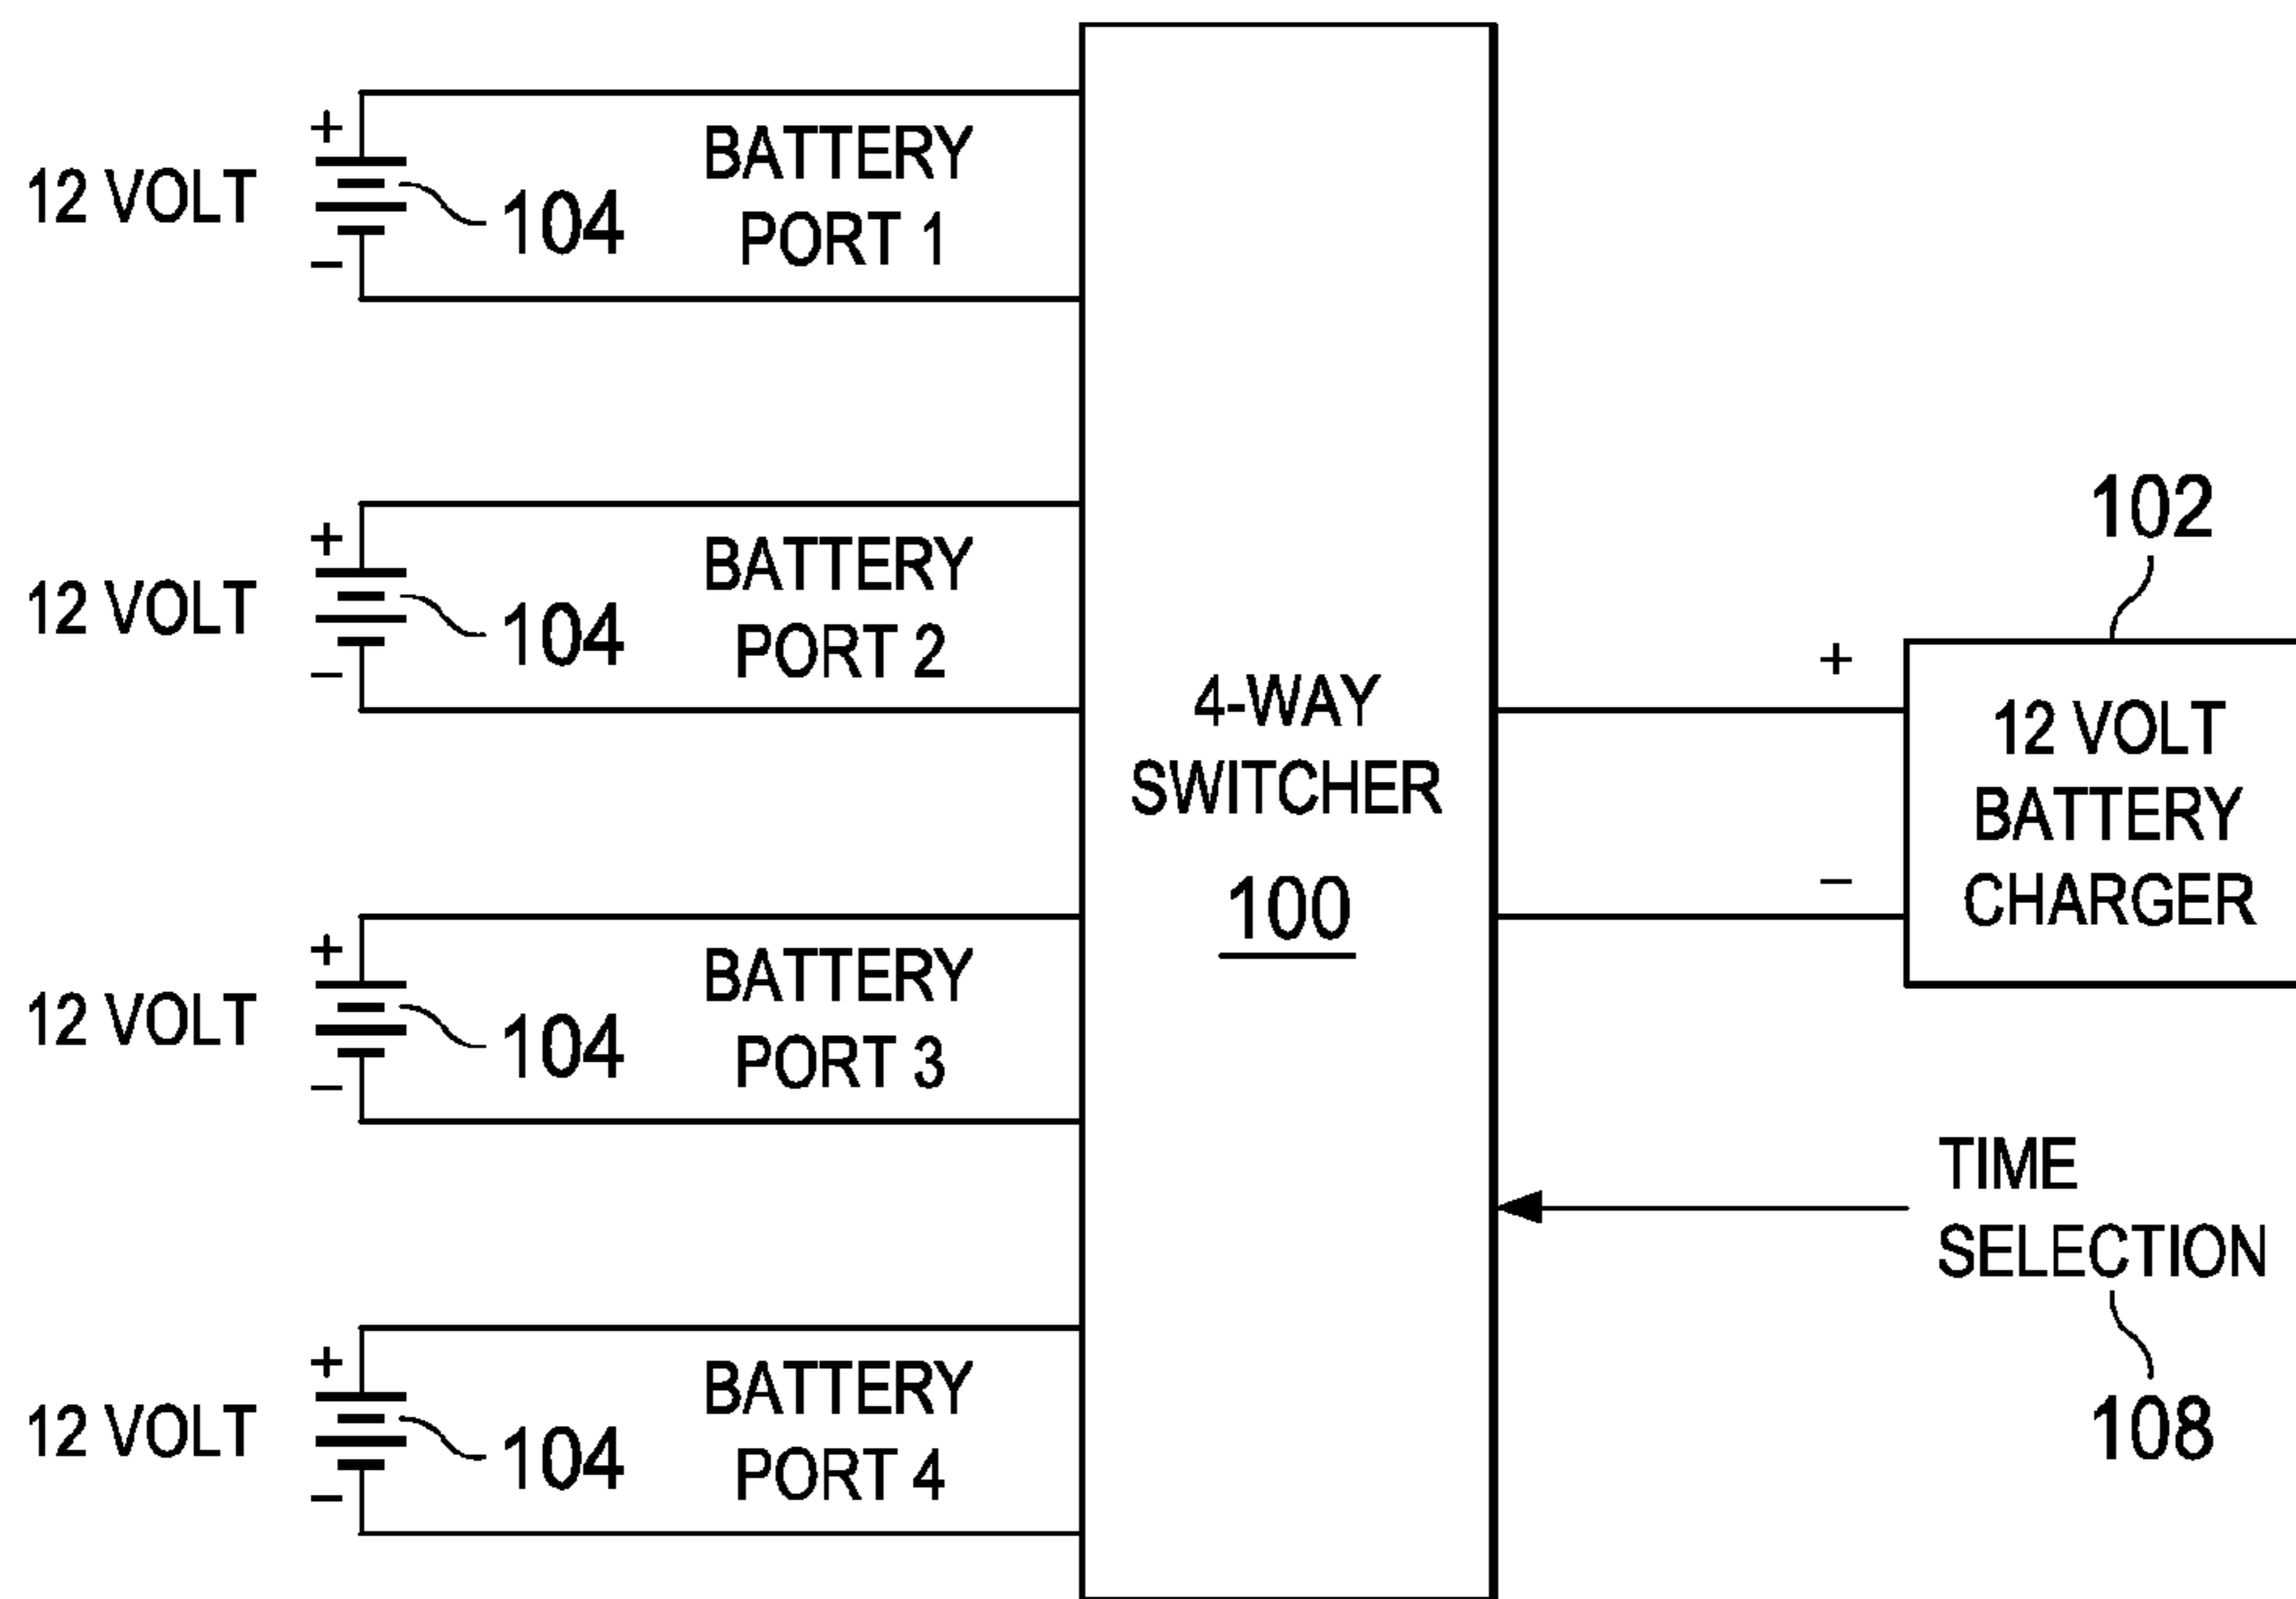 +
12 VOLT
−
104
BATTERY
PORT 1
+
12 VOLT
−
104
BATTERY
PORT 2
+
12 VOLT
−
104
BATTERY
PORT 3
+
12 VOLT
−
104
BATTERY
PORT 4
4-WAY
SWITCHER
100
+
−
102
12 VOLT
BATTERY
CHARGER
TIME
SELECTION
108